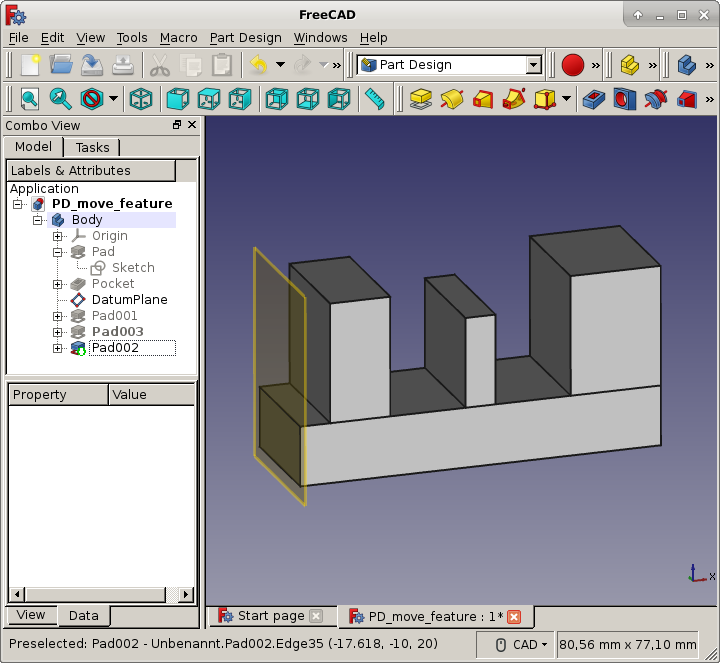 FreeCAD
File Edit View Tools Macro Part Design Windows Help
» Part Design » » »
»
Combo View
Model Tasks
Labels & Attributes
Application
PD_move_feature
Body
Origin
Pad
Sketch
Pocket
DatumPlane
Pad001
Pad003
Pad002
Property Value
View Data
X
Start page PD_move_feature : 1*
Preselected: Pad002 - Unbenannt.Pad002.Edge35 (-17.618, -10, 20) CAD 80,56 mm x 77,10 mm